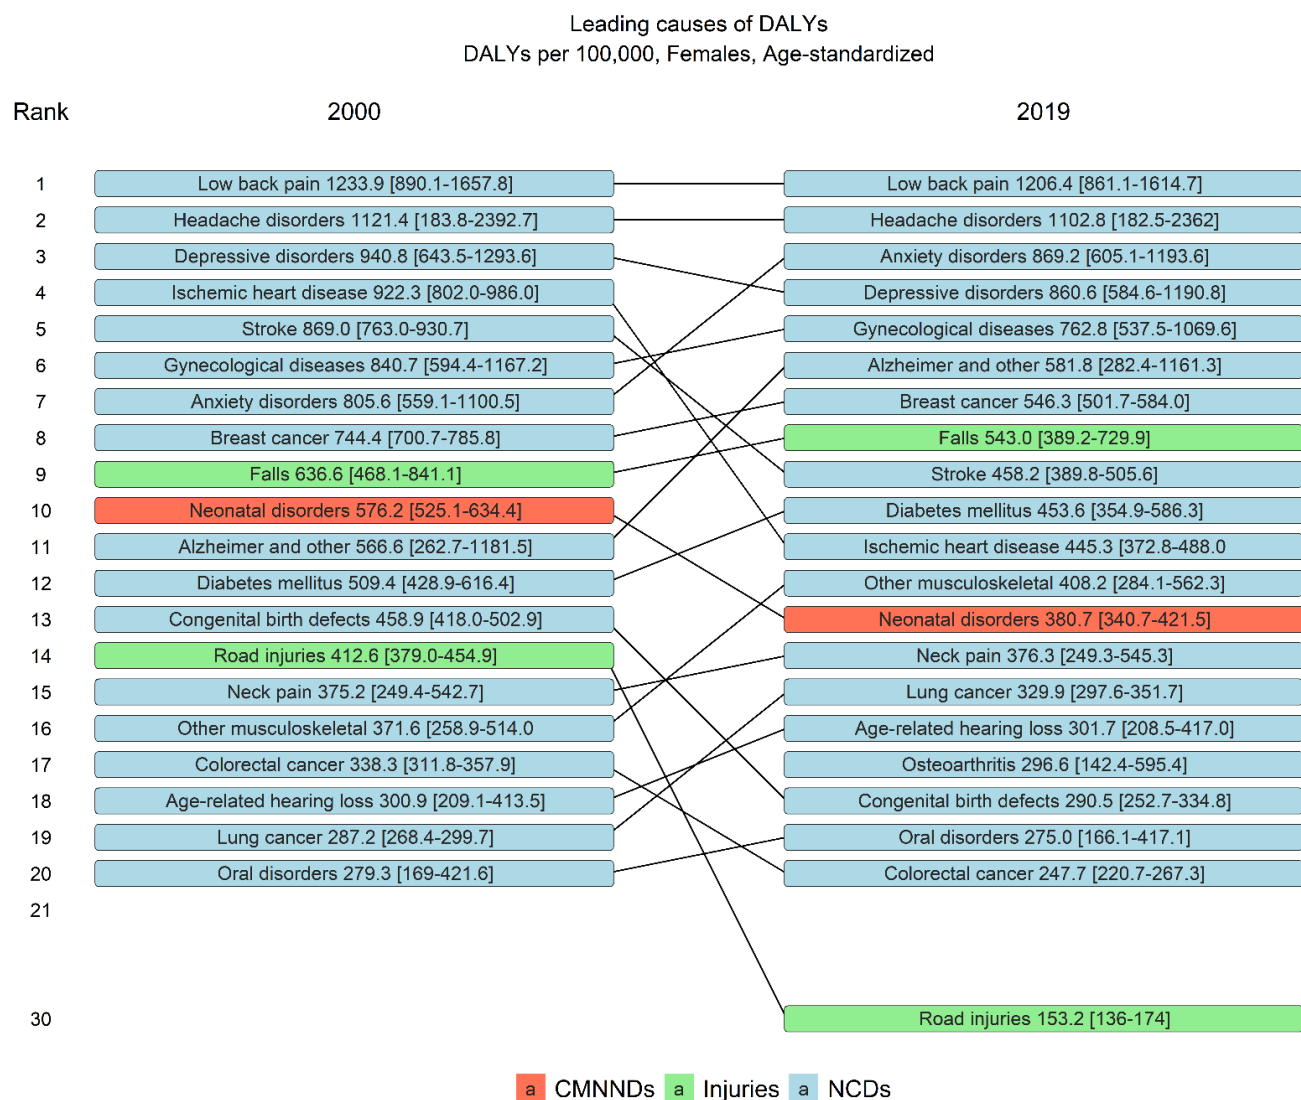 Leading causes of DALYs
DALYs per 100,000, Females, Age-standardized
Rank 2000 2019
1 Low back pain 1233.9 [890.1-1657.8] Low back pain 1206.4 [861.1-1614.7]
2 Headache disorders 1121.4 [183.8-2392.7] Headache disorders 1102.8 [182.5-2362]
3 Depressive disorders 940.8 [643.5-1293.6] Anxiety disorders 869.2 [605.1-1193.6]
4 Ischemic heart disease 922.3 [802.0-986.0] Depressive disorders 860.6 [584.6-1190.8]
5 Stroke 869.0 [763.0-930.7] Gynecological diseases 762.8 [537.5-1069.6]
6 Gynecological diseases 840.7 [594.4-1167.2] Alzheimer and other 581.8 [282.4-1161.3]
7 Anxiety disorders 805.6 [559.1-1100.5] Breast cancer 546.3 [501.7-584.0]
8 Breast cancer 744.4 [700.7-785.8] Falls 543.0 [389.2-729.9]
9 Falls 636.6 [468.1-841.1] Stroke 458.2 [389.8-505.6]
10 Neonatal disorders 576.2 [525.1-634.4] Diabetes mellitus 453.6 [354.9-586.3]
11 Alzheimer and other 566.6 [262.7-1181.5] Ischemic heart disease 445.3 [372.8-488.0
12 Diabetes mellitus 509.4 [428.9-616.4] Other musculoskeletal 408.2 [284.1-562.3]
13 Congenital birth defects 458.9 [418.0-502.9] Neonatal disorders 380.7 [340.7-421.5]
14 Road injuries 412.6 [379.0-454.9] Neck pain 376.3 [249.3-545.3]
15 Neck pain 375.2 [249.4-542.7] Lung cancer 329.9 [297.6-351.7]
16 Other musculoskeletal 371.6 [258.9-514.0 Age-related hearing loss 301.7 [208.5-417.0]
17 Colorectal cancer 338.3 [311.8-357.9] Osteoarthritis 296.6 [142.4-595.4]
18 Age-related hearing loss 300.9 [209.1-413.5] Congenital birth defects 290.5 [252.7-334.8]
19 Lung cancer 287.2 [268.4-299.7] Oral disorders 275.0 [166.1-417.1]
20 Oral disorders 279.3 [169-421.6] Colorectal cancer 247.7 [220.7-267.3]
21
30 Road injuries 153.2 [136-174]
a CMNNDs a Injuries a NCDs